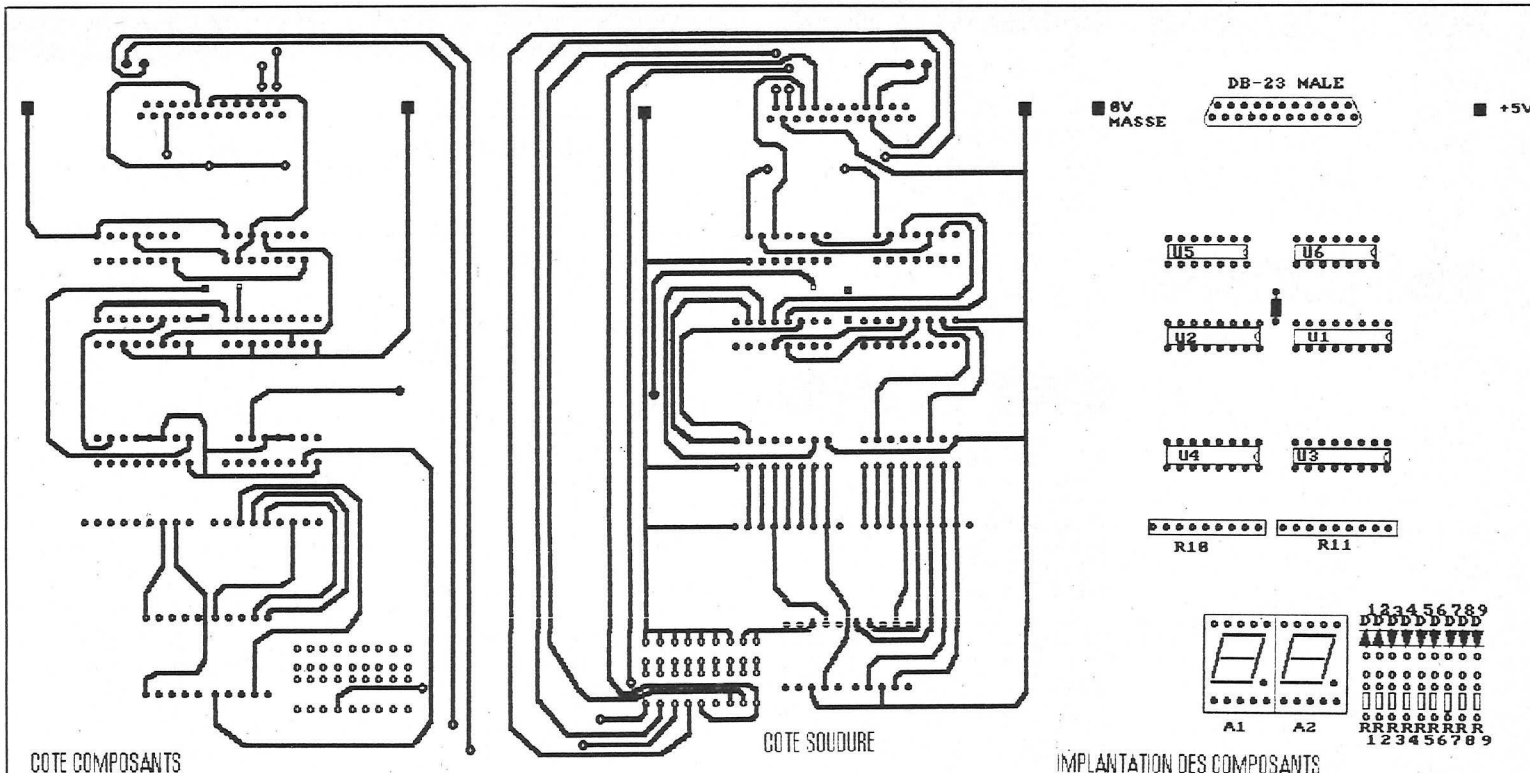 DB-23 MALE
0V
MASSE
+5V
U5
U6
U2
U1
U4
U3
R10
R11
123456789
DDDDDDDDD
A1
A2
RRRRRRRRR
123456789
COTE COMPOSANTS
COTE SOUDURE
IMPLANTATION DES COMPOSANTS